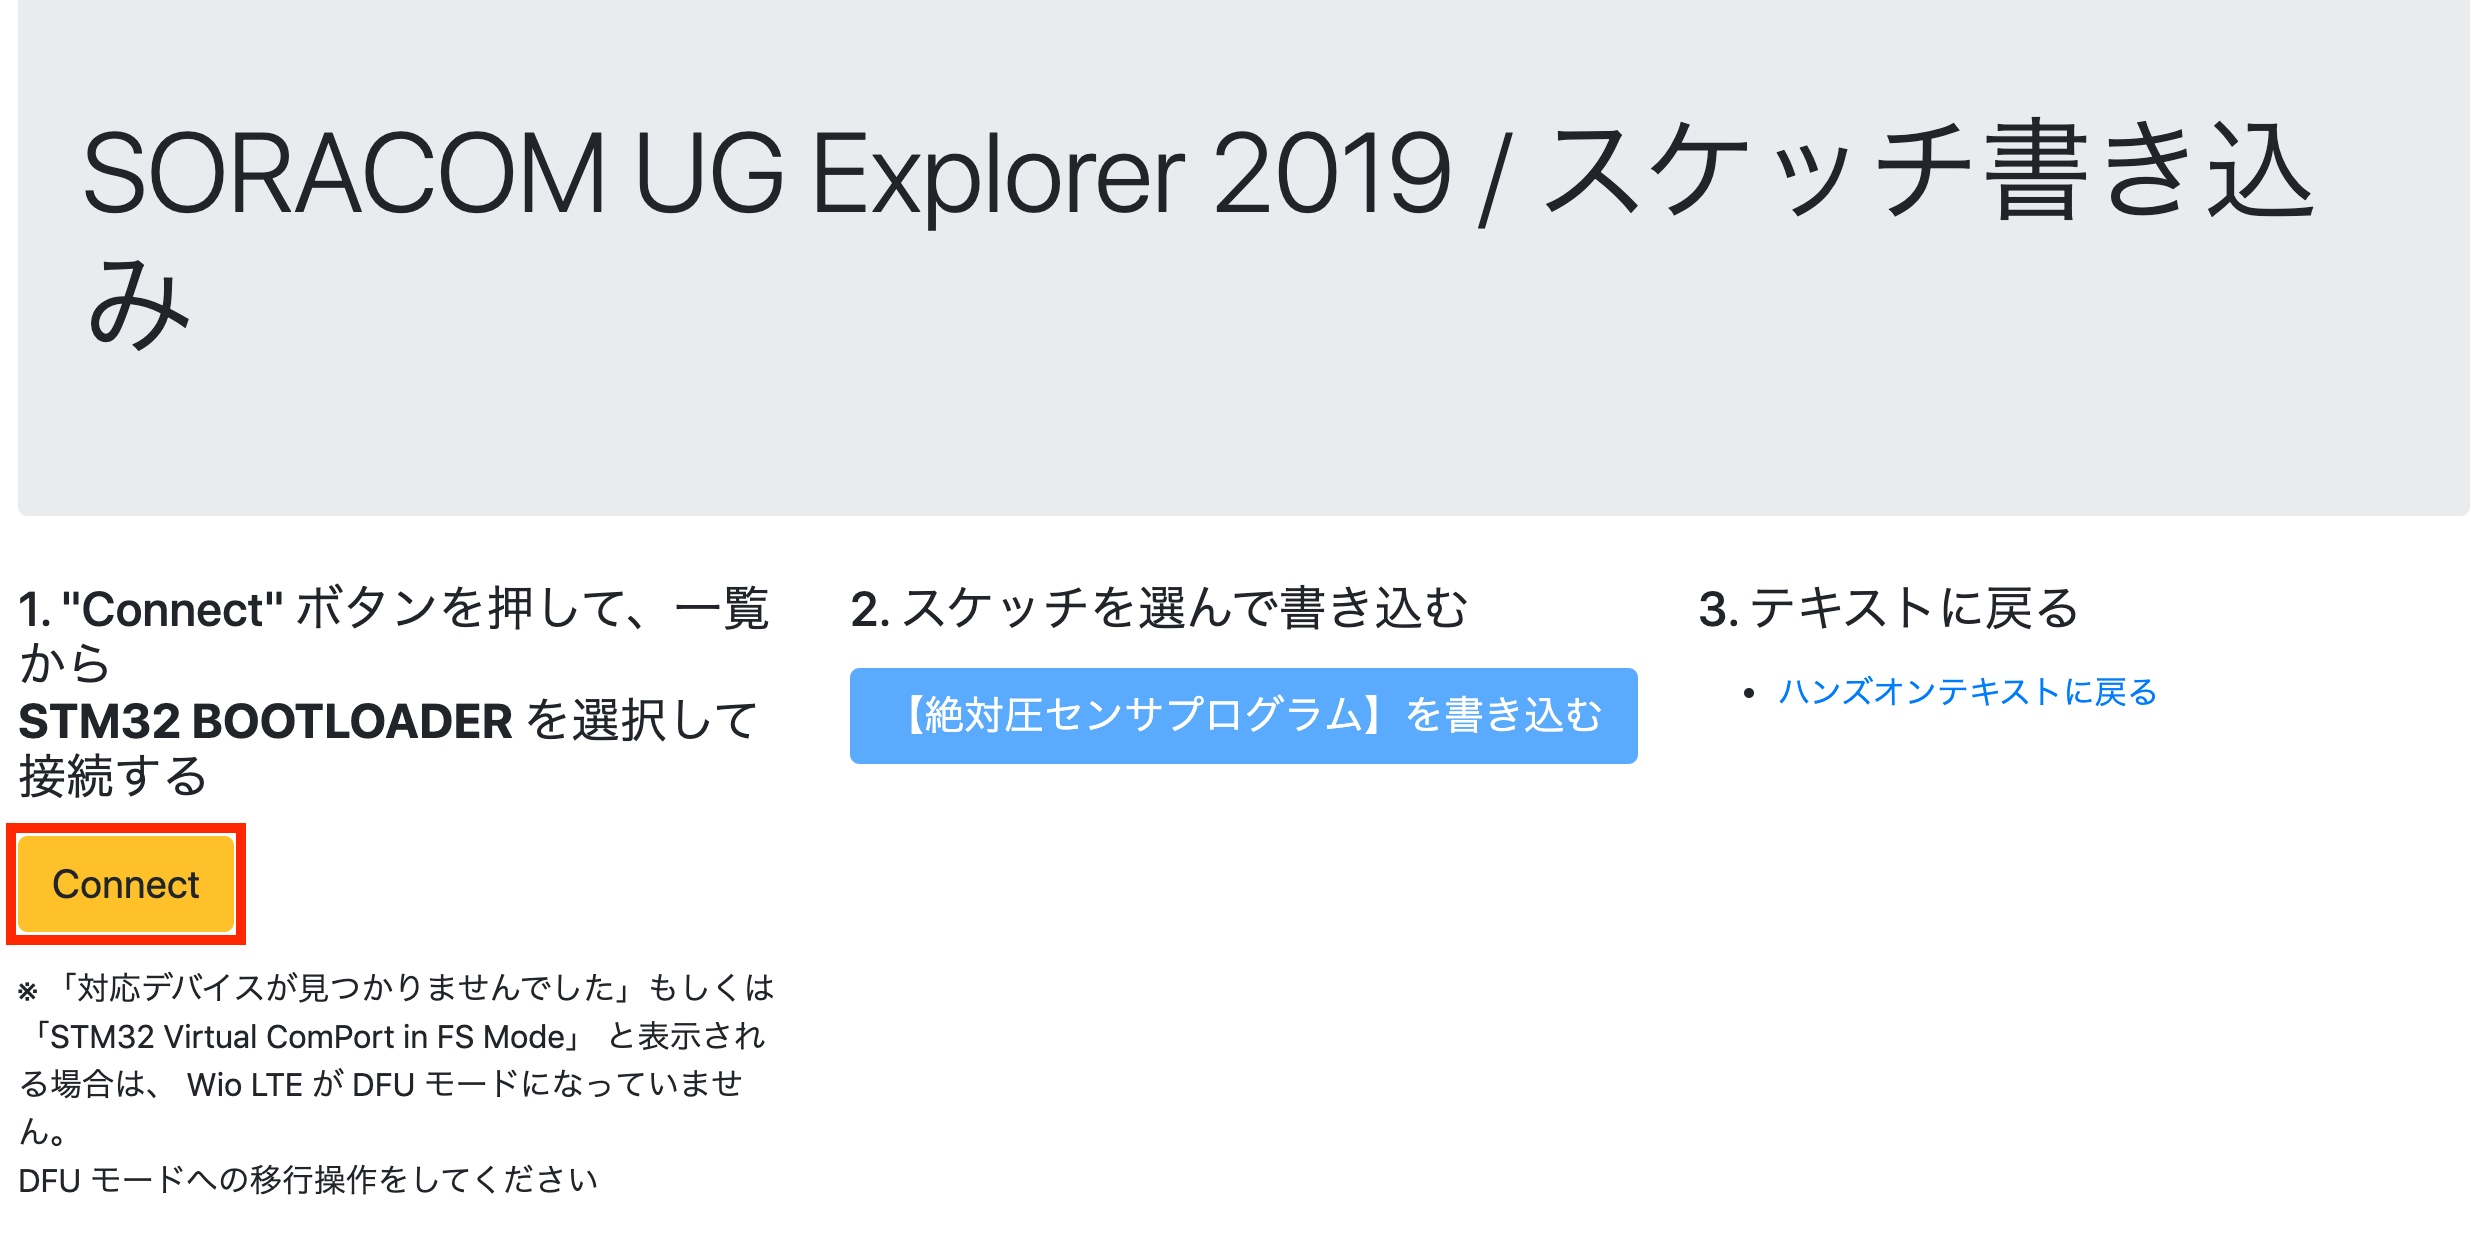 SORACOM UG Explorer 2019 / スケッチ書き込
み
1. "Connect" ボタンを押して、一覧
から
STM32 BOOTLOADER を選択して
接続する
Connect
※「対応デバイスが見つかりませんでした」もしくは
「STM32 Virtual ComPort in FS Mode」 と表示され
る場合は、 Wio LTE が DFU モードになっていませ
ん。
DFU モードへの移行操作をしてください
2. スケッチを選んで書き込む
【絶対圧センサプログラム】を書き込む
3. テキストに戻る
• ハンズオンテキストに戻る